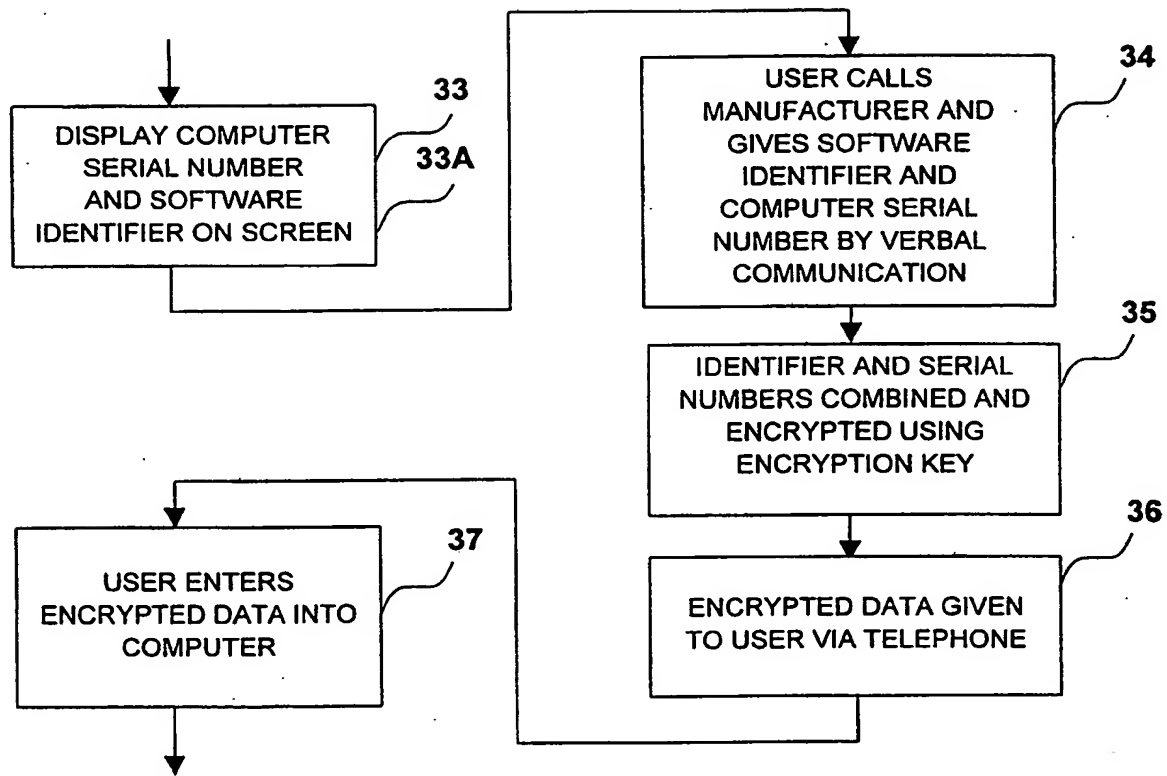 33
33A
DISPLAY COMPUTER
SERIAL NUMBER
AND SOFTWARE
IDENTIFIER ON SCREEN
34
USER CALLS
MANUFACTURER AND
GIVES SOFTWARE
IDENTIFIER AND
COMPUTER SERIAL
NUMBER BY VERBAL
COMMUNICATION
35
IDENTIFIER AND SERIAL
NUMBERS COMBINED AND
ENCRYPTED USING
ENCRYPTION KEY
36
ENCRYPTED DATA GIVEN
TO USER VIA TELEPHONE
37
USER ENTERS
ENCRYPTED DATA INTO
COMPUTER